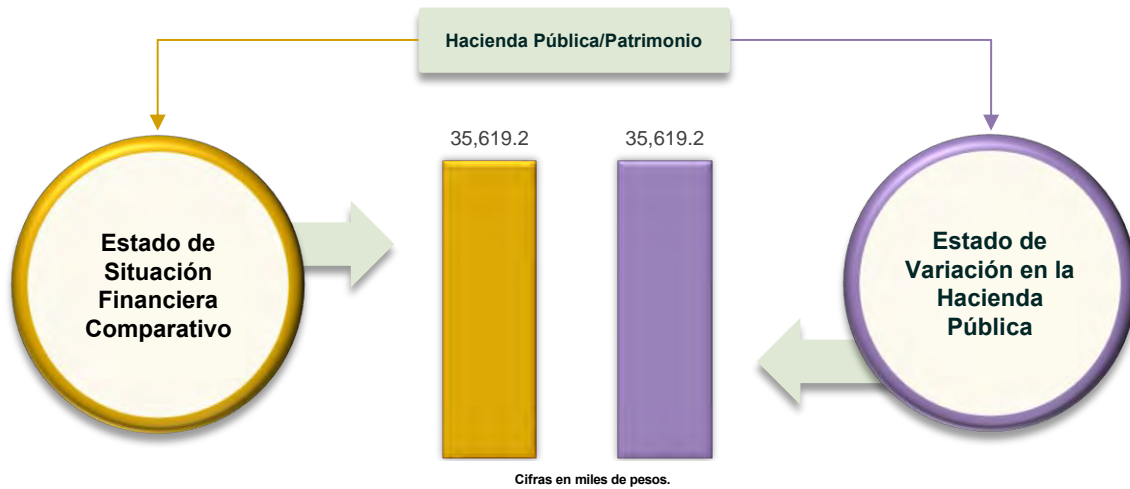 Hacienda Pública/Patrimonio
35,619.2
35,619.2
Estado de
Situación
Financiera
Comparativo
Estado de
Variación en la
Hacienda
Pública
Cifras en miles de pesos.